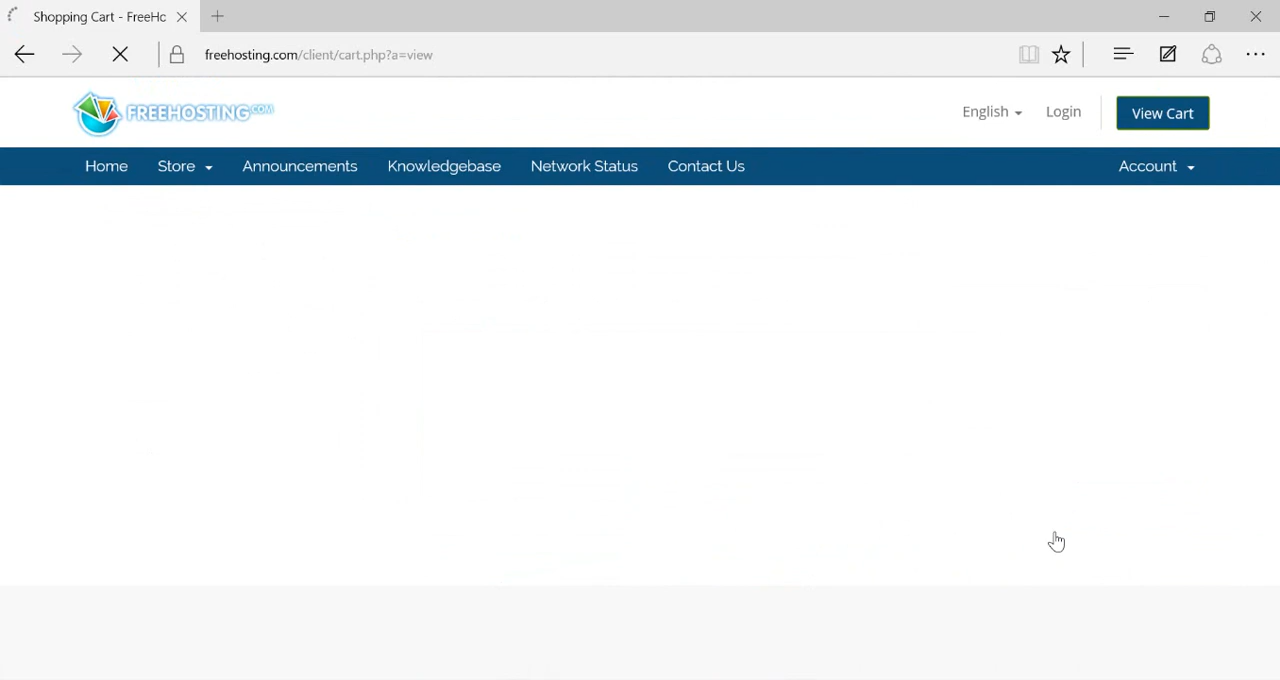 Shopping Cart - FreeHc
freehosting.com/client/cart.php?a=view
FREEHOSTING.COM
English Login View Cart
Home Store Announcements Knowledgebase Network Status Contact Us Account